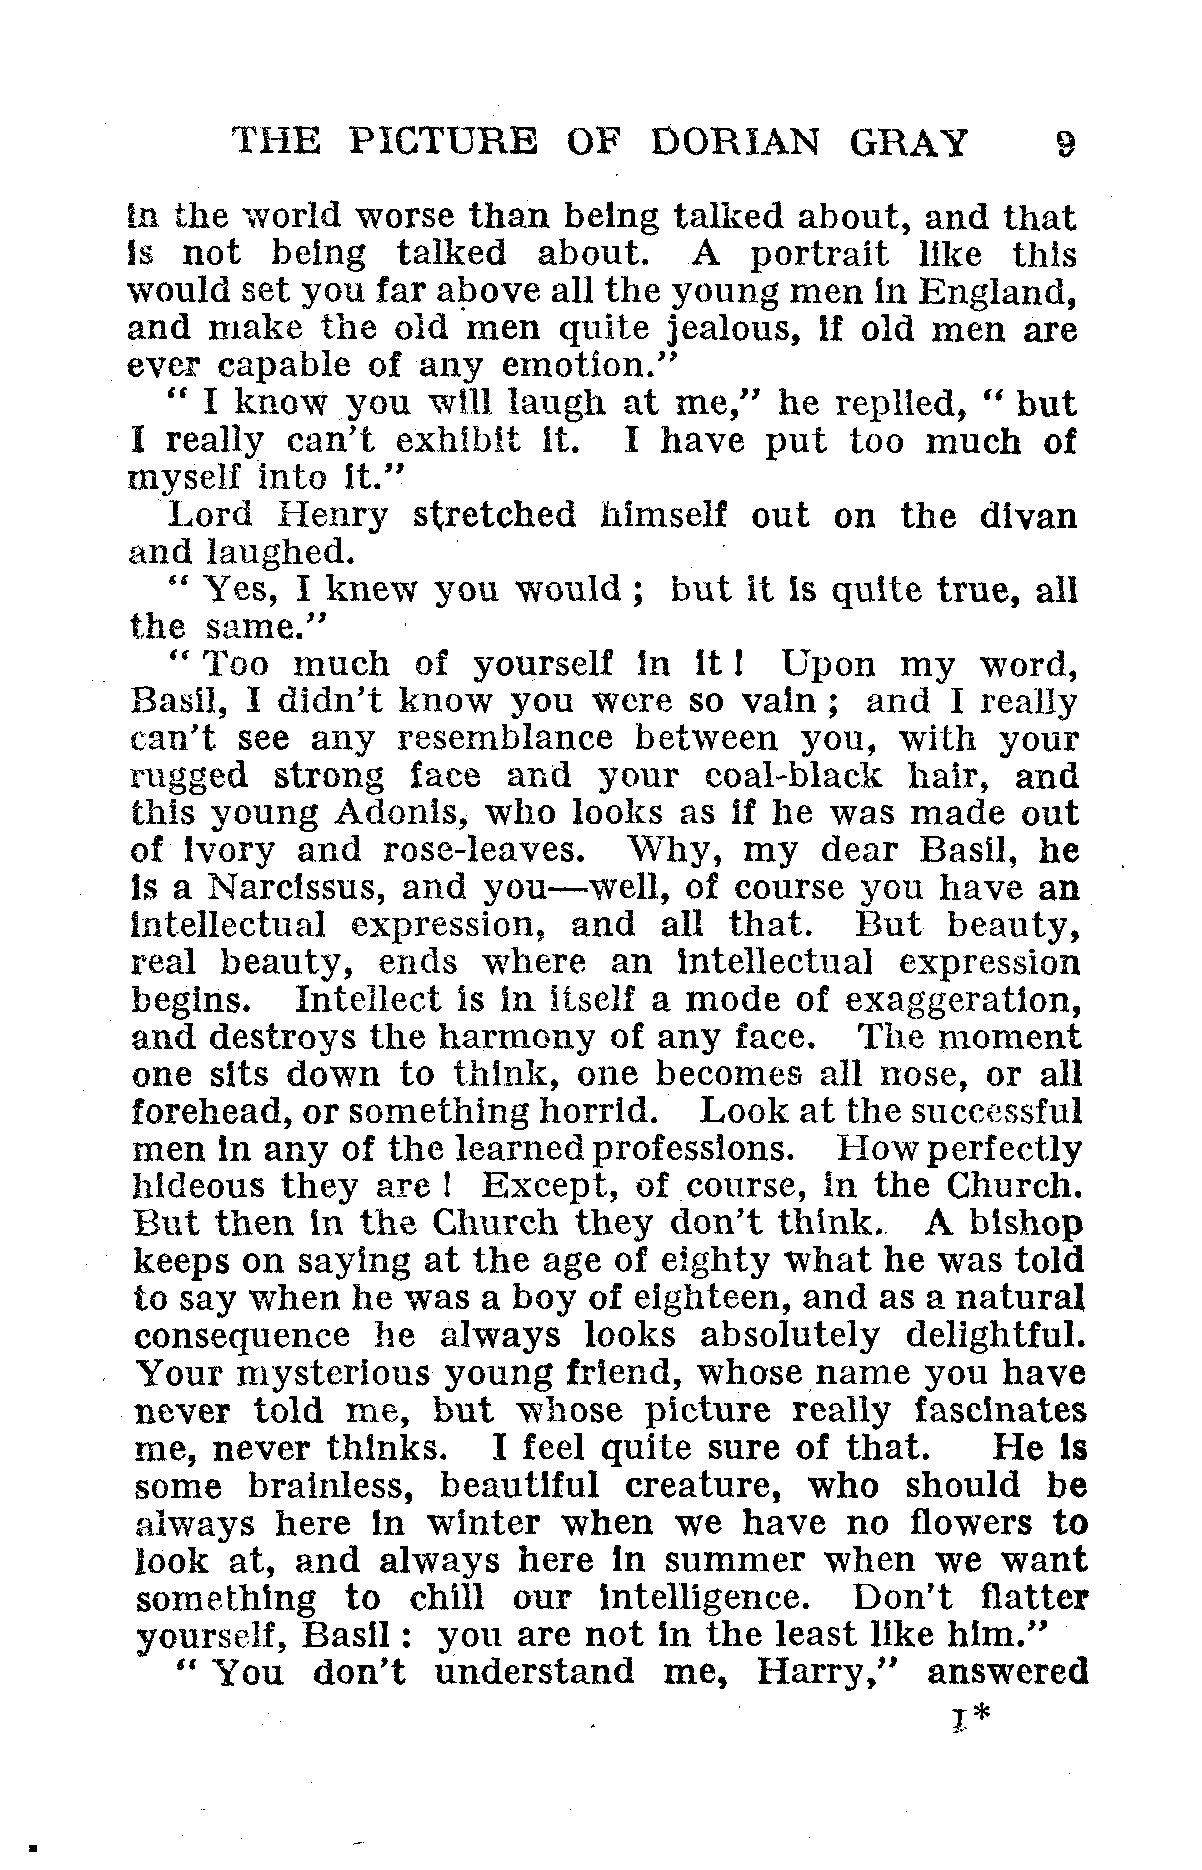 THE PICTURE OF DORIAN GRAY 9
in the world worse than being talked about, and that
is not being talked about. A portrait like this
would set you far above all the young men in England,
and make the old men quite jealous, if old men are
ever capable of any emotion."
" I know you will laugh at me," he replied, " but
I really can't exhibit it. I have put too much of
myself into it."
Lord Henry stretched himself out on the divan
and laughed.
" Yes, I knew you would ; but it is quite true, all
the same."
" Too much of yourself in it ! Upon my word,
Basil, I didn't know you were so vain ; and I really
can't see any resemblance between you, with your
rugged strong face and your coal-black hair, and
this young Adonis, who looks as if he was made out
of ivory and rose-leaves. Why, my dear Basil, he
is a Narcissus, and you—well, of course you have an
intellectual expression, and all that. But beauty,
real beauty, ends where an intellectual expression
begins. Intellect is in itself a mode of exaggeration,
and destroys the harmony of any face. The moment
one sits down to think, one becomes all nose, or all
forehead, or something horrid. Look at the successful
men in any of the learned professions. How perfectly
hideous they are ! Except, of course, in the Church.
But then in the Church they don't think. A bishop
keeps on saying at the age of eighty what he was told
to say when he was a boy of eighteen, and as a natural
consequence he always looks absolutely delightful.
Your mysterious young friend, whose name you have
never told me, but whose picture really fascinates
me, never thinks. I feel quite sure of that. He is
some brainless, beautiful creature, who should be
always here in winter when we have no flowers to
look at, and always here in summer when we want
something to chill our intelligence. Don't flatter
yourself, Basil : you are not in the least like him."
" You don't understand me, Harry," answered
I*